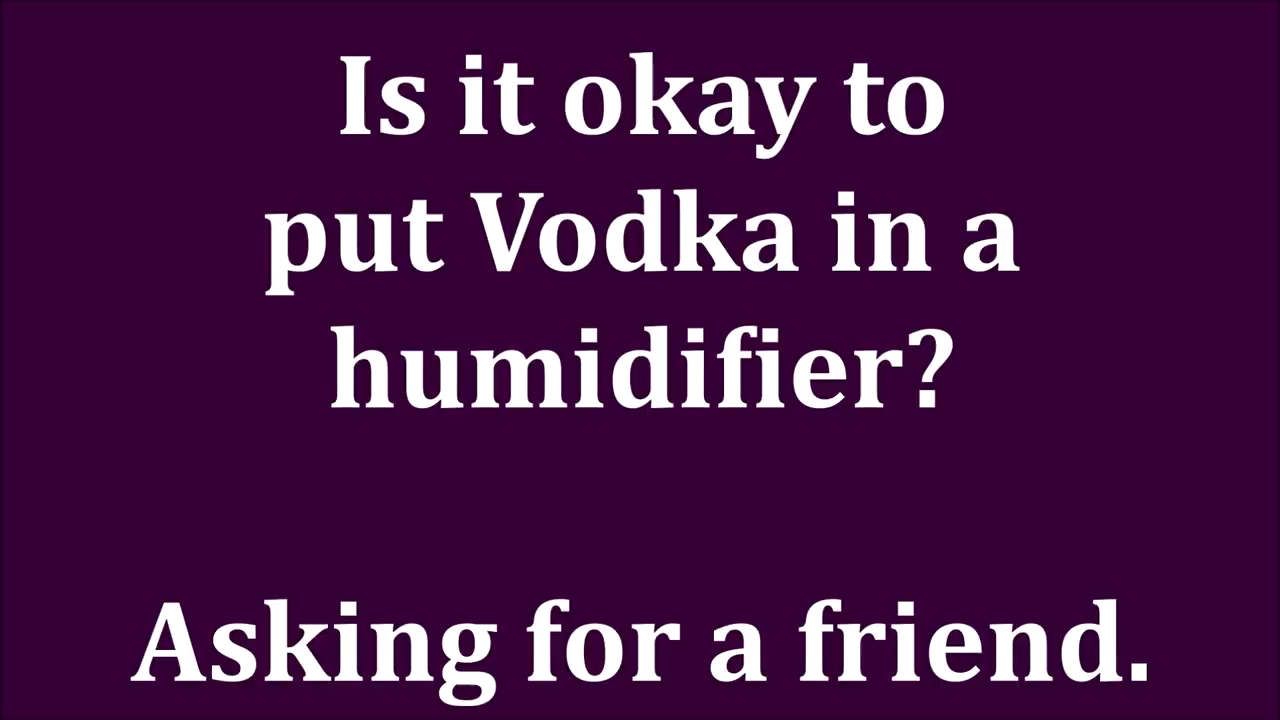 Is it okay to
put Vodka in a
humidifier?
Asking for a friend.